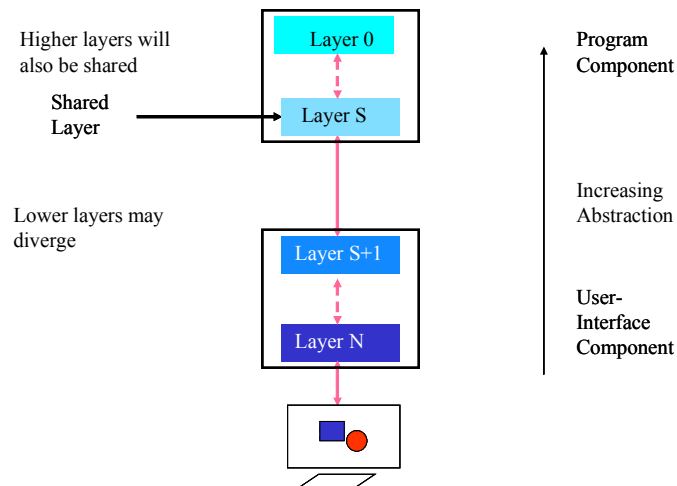 Higher layers will
also be shared
Layer 0
Program
Component
Shared
Layer
Layer S
Increasing
Abstraction
Lower layers may
diverge
Layer S+1
User-
Interface
Component
Layer N